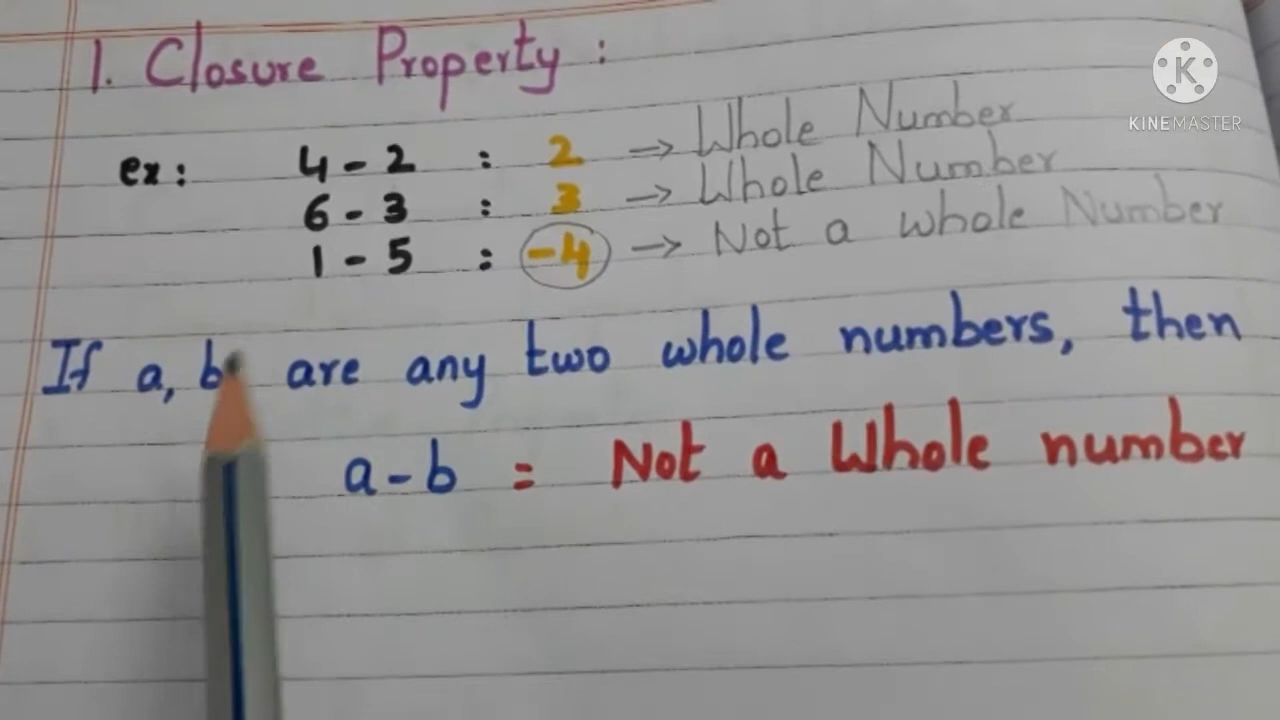 1. Closure Property :
ex : 4 - 2 : 2 → Whole Number
6 - 3 : 3 → Whole Number
1 - 5 : -4 → Not a whole Number
If a, b are any two whole numbers, then
a - b = Not a Whole number
K
KINEMASTER